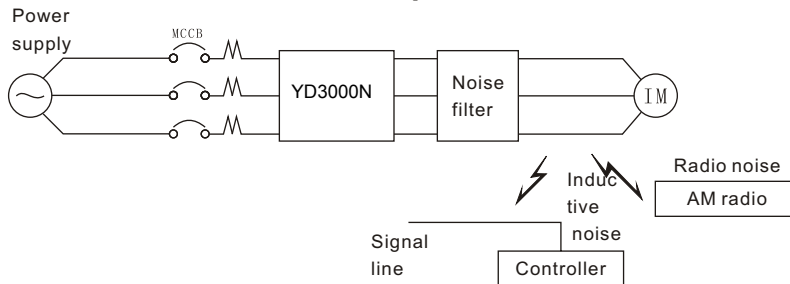 Power
supply
MCCB
YD3000N
Noise
filter
IM
Radio noise
AM radio
Induc
tive
noise
Signal
line
Controller